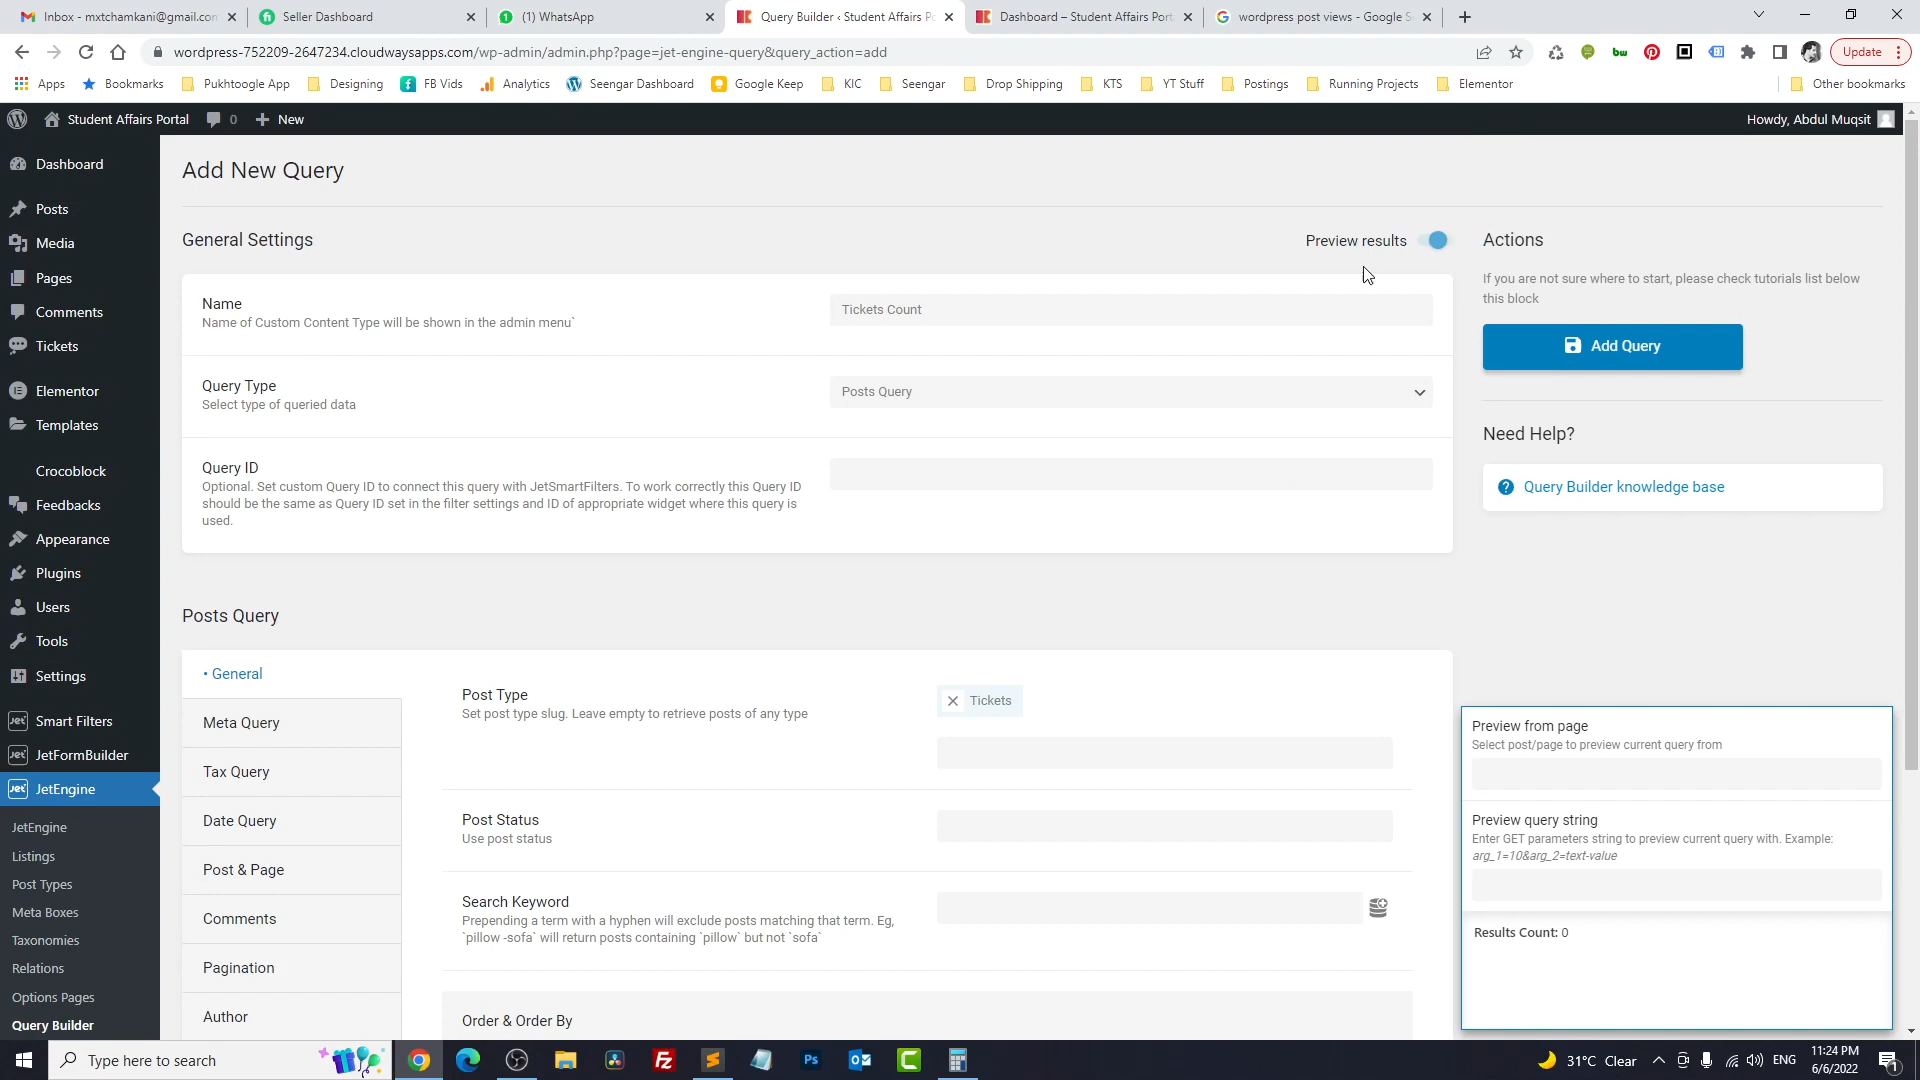 Inbox - mxtchamkani@gmail.con
Seller Dashboard
(1) WhatsApp
Query Builder ‹ Student Affairs Po
Dashboard – Student Affairs Port
wordpress post views - Google S
wordpress-752209-2647234.cloudwaysapps.com/wp-admin/admin.php?page=jet-engine-query&query_action=add
Update
Apps
Bookmarks
Pukhtoogle App
Designing
FB Vids
Analytics
Seengar Dashboard
Google Keep
KIC
Seengar
Drop Shipping
KTS
YT Stuff
Postings
Running Projects
Elementor
Other bookmarks
Student Affairs Portal
0
New
Howdy, Abdul Muqsit
Dashboard
Posts
Media
Pages
Comments
Tickets
Elementor
Templates
Crocoblock
Feedbacks
Appearance
Plugins
Users
Tools
Settings
Smart Filters
JetFormBuilder
JetEngine
JetEngine
Listings
Post Types
Meta Boxes
Taxonomies
Relations
Options Pages
Query Builder
Add New Query
General Settings
Preview results
Name
Name of Custom Content Type will be shown in the admin menu`
Tickets Count
Query Type
Select type of queried data
Posts Query
Query ID
Optional. Set custom Query ID to connect this query with JetSmartFilters. To work correctly this Query ID
should be the same as Query ID set in the filter settings and ID of appropriate widget where this query is
used.
Posts Query
• General
Meta Query
Tax Query
Date Query
Post & Page
Comments
Pagination
Author
Post Type
Set post type slug. Leave empty to retrieve posts of any type
Tickets
Post Status
Use post status
Search Keyword
Prepending a term with a hyphen will exclude posts matching that term. Eg,
`pillow -sofa` will return posts containing `pillow` but not `sofa`
Order & Order By
Actions
If you are not sure where to start, please check tutorials list below
this block
Add Query
Need Help?
Query Builder knowledge base
Preview from page
Select post/page to preview current query from
Preview query string
Enter GET parameters string to preview current query with. Example:
arg_1=10&arg_2=text-value
Results Count: 0
Type here to search
31°C Clear
ENG
11:24 PM
6/6/2022
1